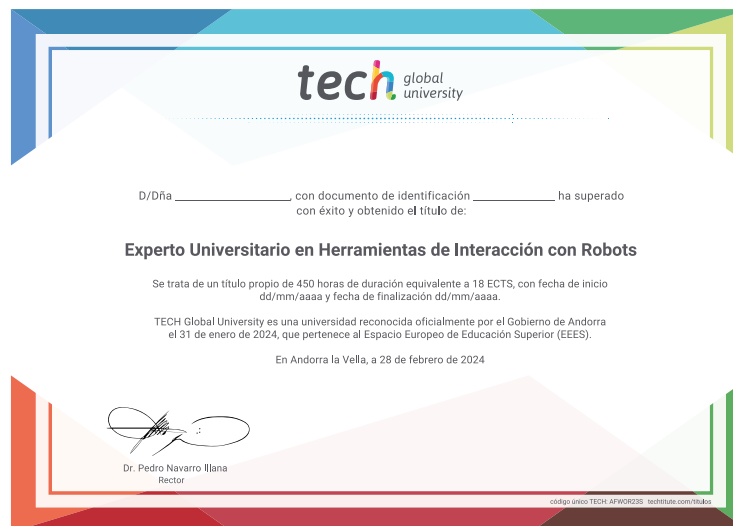 tech global university
D/Dña ____________, con documento de identificación ____________ ha superado
con éxito y obtenido el título de:
Experto Universitario en Herramientas de Interacción con Robots
Se trata de un título propio de 450 horas de duración equivalente a 18 ECTS, con fecha de inicio
dd/mm/aaaa y fecha de finalización dd/mm/aaaa.
TECH Global University es una universidad reconocida oficialmente por el Gobierno de Andorra
el 31 de enero de 2024, que pertenece al Espacio Europeo de Educación Superior (EEES).
En Andorra la Vella, a 28 de febrero de 2024
Dr. Pedro Navarro Illana
Rector
código único TECH: AFWOR23S techtitute.com/titulos